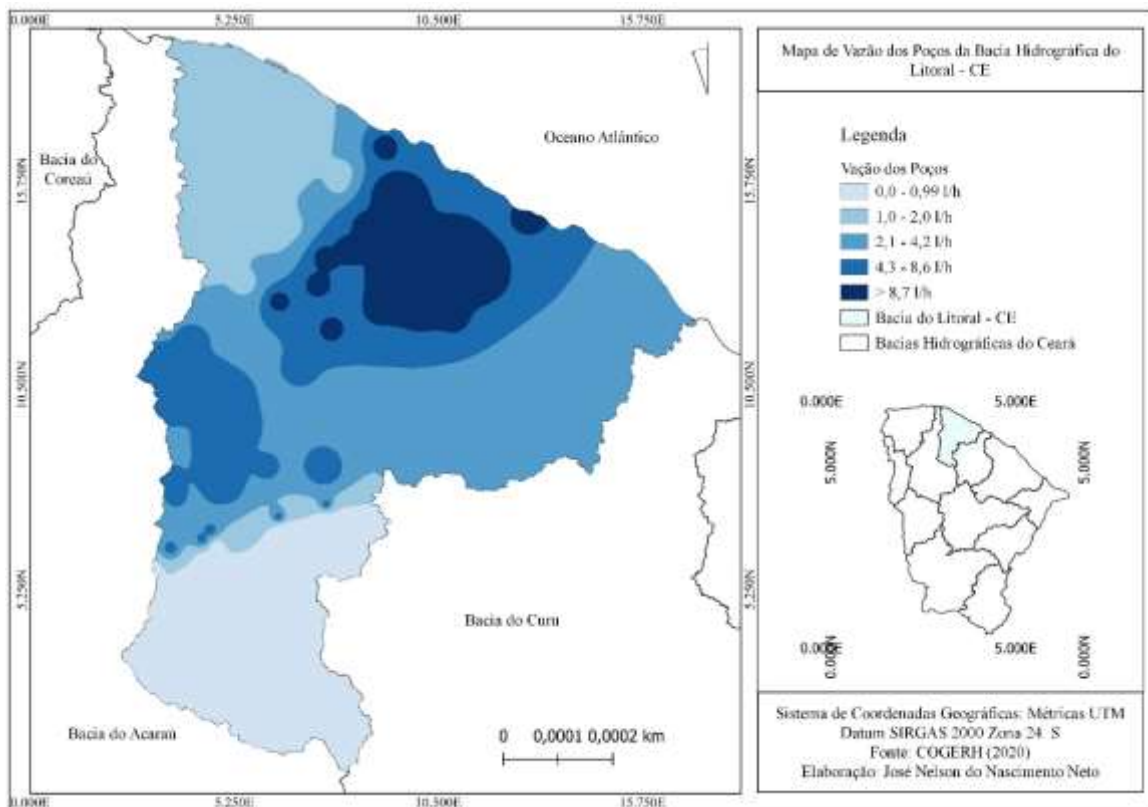 0.000E 5.250E 10.500E 15.750E
15.750N
10.500N
5.250N
Bacia do
Coreaú
Oceano Atlântico
Bacia do Curu
Bacia do Acaraú
0 0,0001 0,0002 km
15.750N
10.500N
5.250N
0.000E 5.250E 10.500E 15.750E
Mapa de Vazão dos Poços da Bacia Hidrográfica do
Litoral - CE
Legenda
Vação dos Poços
0,0 - 0,99 l/h
1,0 - 2,0 l/h
2,1 - 4,2 l/h
4,3 - 8,6 l/h
> 8,7 l/h
Bacia do Litoral - CE
Bacias Hidrográficas do Ceará
0.000E 5.000E
5.000N 5.000N
0.000E 5.000E
0.000N 0.000N
Sistema de Coordenadas Geográficas: Métricas UTM
Datum SIRGAS 2000 Zona 24 S
Fonte: COGERH (2020)
Elaboração: José Nelson do Nascimento Neto